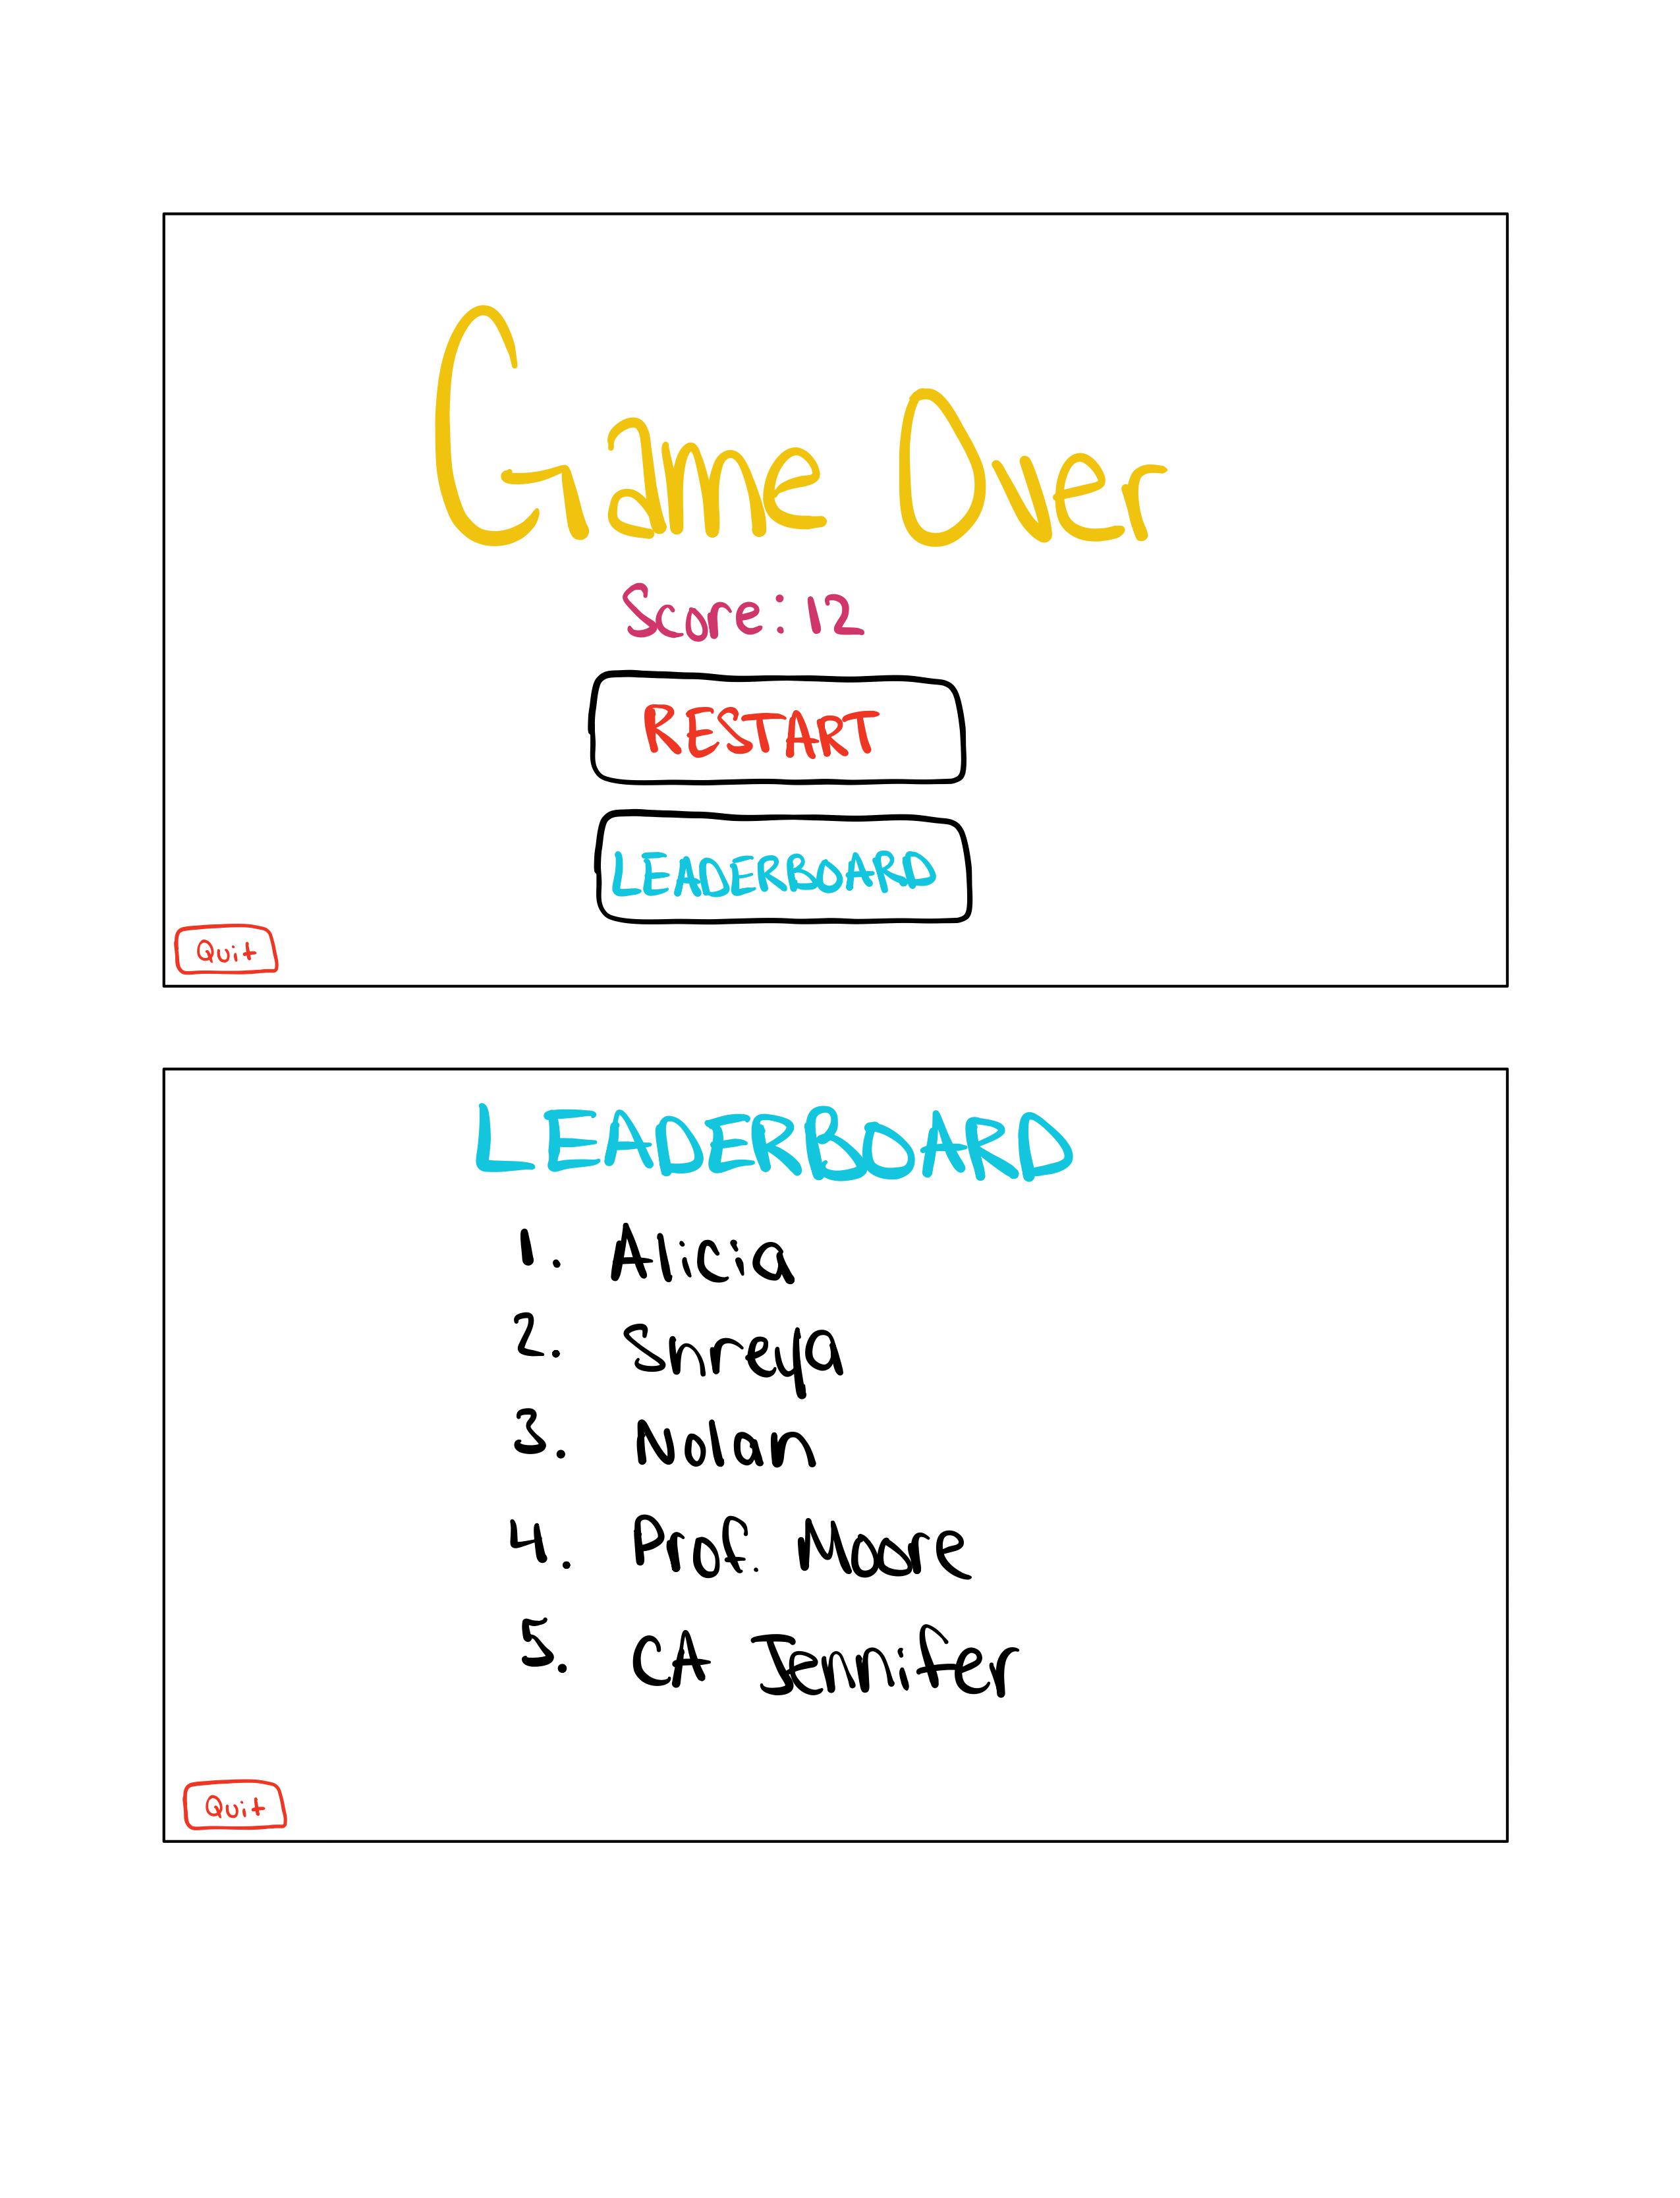 Game Over
Score: 12
RESTART
LEADERBOARD
Quit
LEADERBOARD
1. Alicia
2. Shreya
3. Nolan
4. Prof. Moore
5. CA Jennifer
Quit